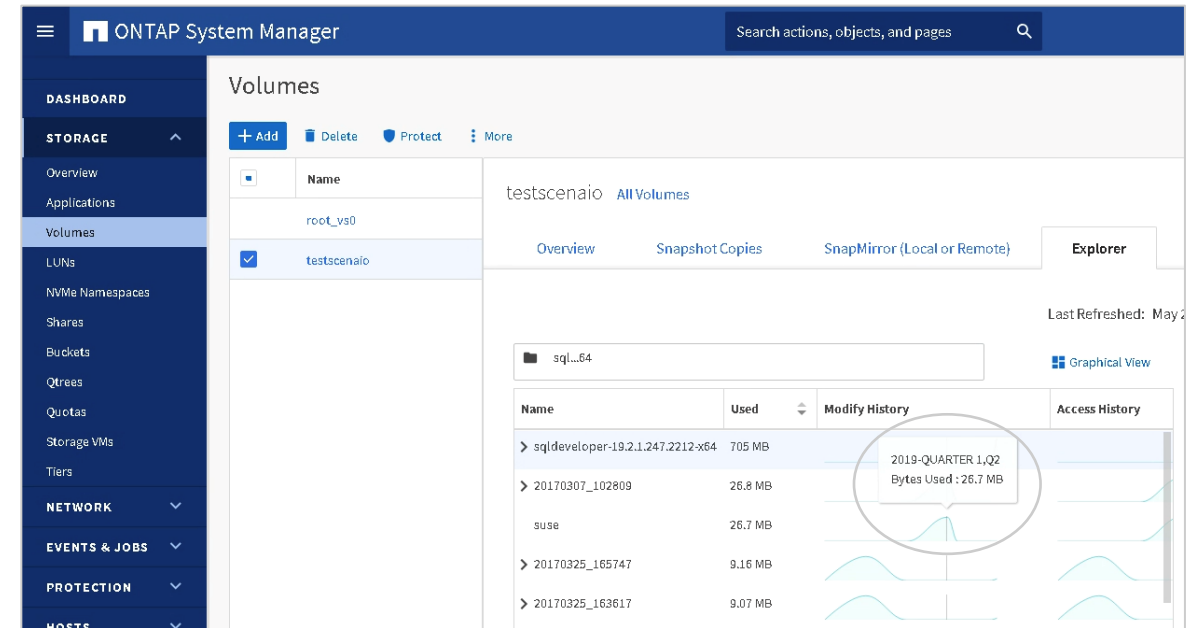 ONTAP System Manager
Search actions, objects, and pages
DASHBOARD
STORAGE
Overview
Applications
Volumes
LUNs
NVMe Namespaces
Shares
Buckets
Qtrees
Quotas
Storage VMs
Tiers
NETWORK
EVENTS & JOBS
PROTECTION
HOSTS
Volumes
+ Add Delete Protect More
Name
root_vs0
testscenaio
testscenaio All Volumes
Overview Snapshot Copies SnapMirror (Local or Remote) Explorer
Last Refreshed: May 2
sql...64
Graphical View
Name Used Modify History Access History
sqldeveloper-19.2.1.247.2212-x64 705 MB
20170307_102809 26.8 MB
suse 26.7 MB
20170325_165747 9.16 MB
20170325_163617 9.07 MB
2019-QUARTER 1,Q2
Bytes Used : 26.7 MB